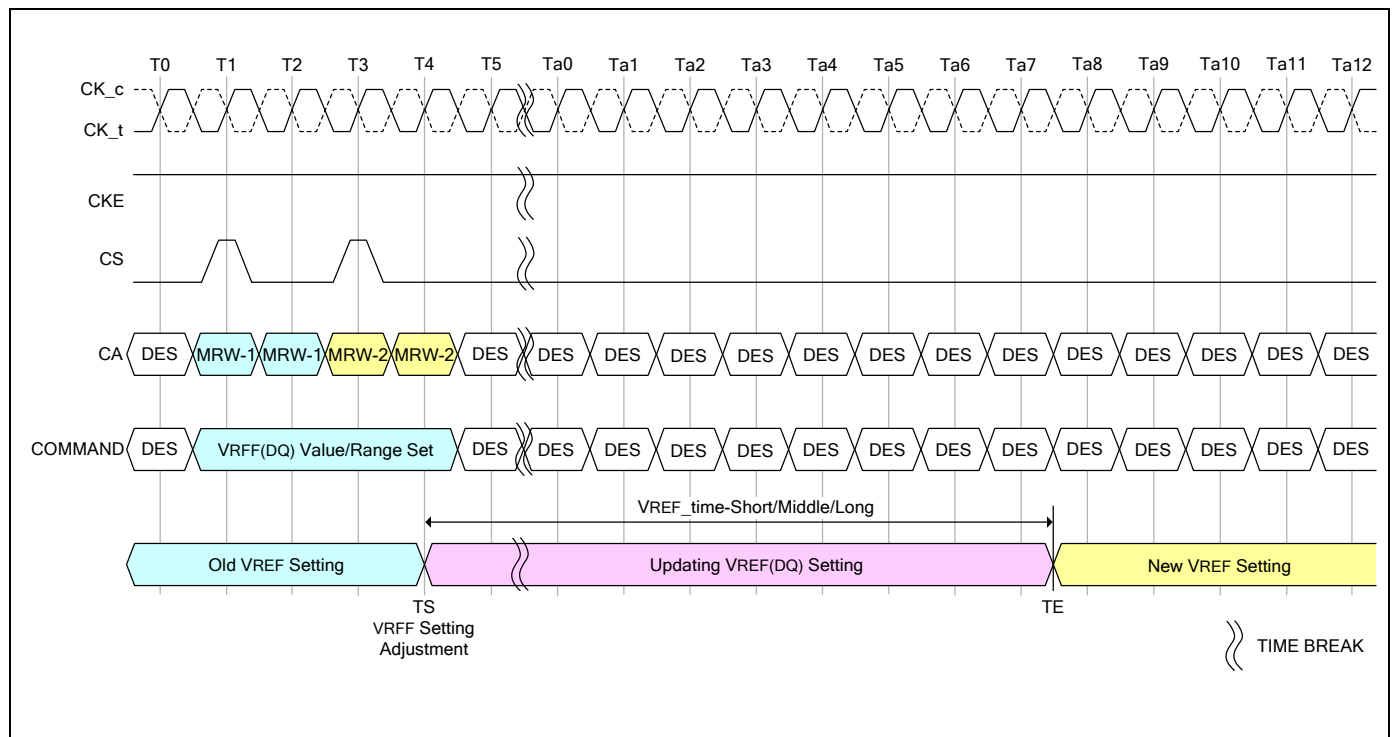 T0 T1 T2 T3 T4 T5 Ta0 Ta1 Ta2 Ta3 Ta4 Ta5 Ta6 Ta7 Ta8 Ta9 Ta10 Ta11 Ta12
CK_c
CK_t
CKE
CS
CA DES MRW-1 MRW-1 MRW-2 MRW-2 DES DES DES DES DES DES DES DES DES DES DES DES DES DES
COMMAND DES VRFF(DQ) Value/Range Set DES DES DES DES DES DES DES DES DES DES DES DES DES DES
VREF_time-Short/Middle/Long
Old VREF Setting Updating VREF(DQ) Setting New VREF Setting
TS TE
VRFF Setting
Adjustment
TIME BREAK